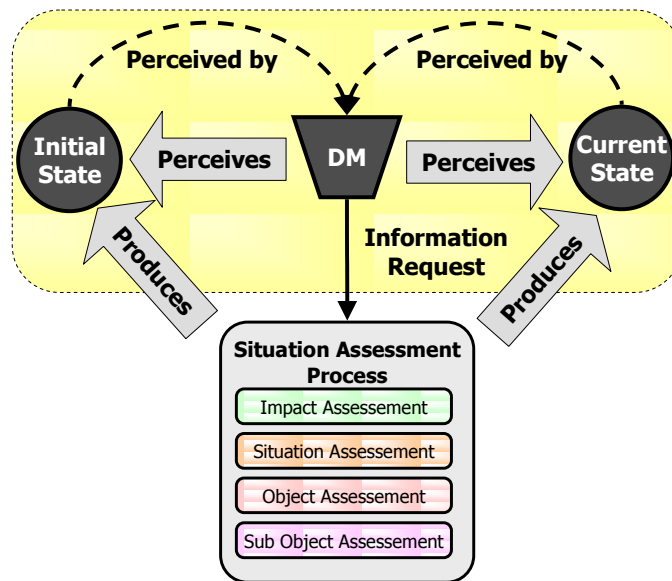 Perceived by
Perceived by
Initial
State
Perceives
DM
Perceives
Current
State
Produces
Information
Request
Produces
Situation Assessment
Process
Impact Assessement
Situation Assessement
Object Assessement
Sub Object Assessement